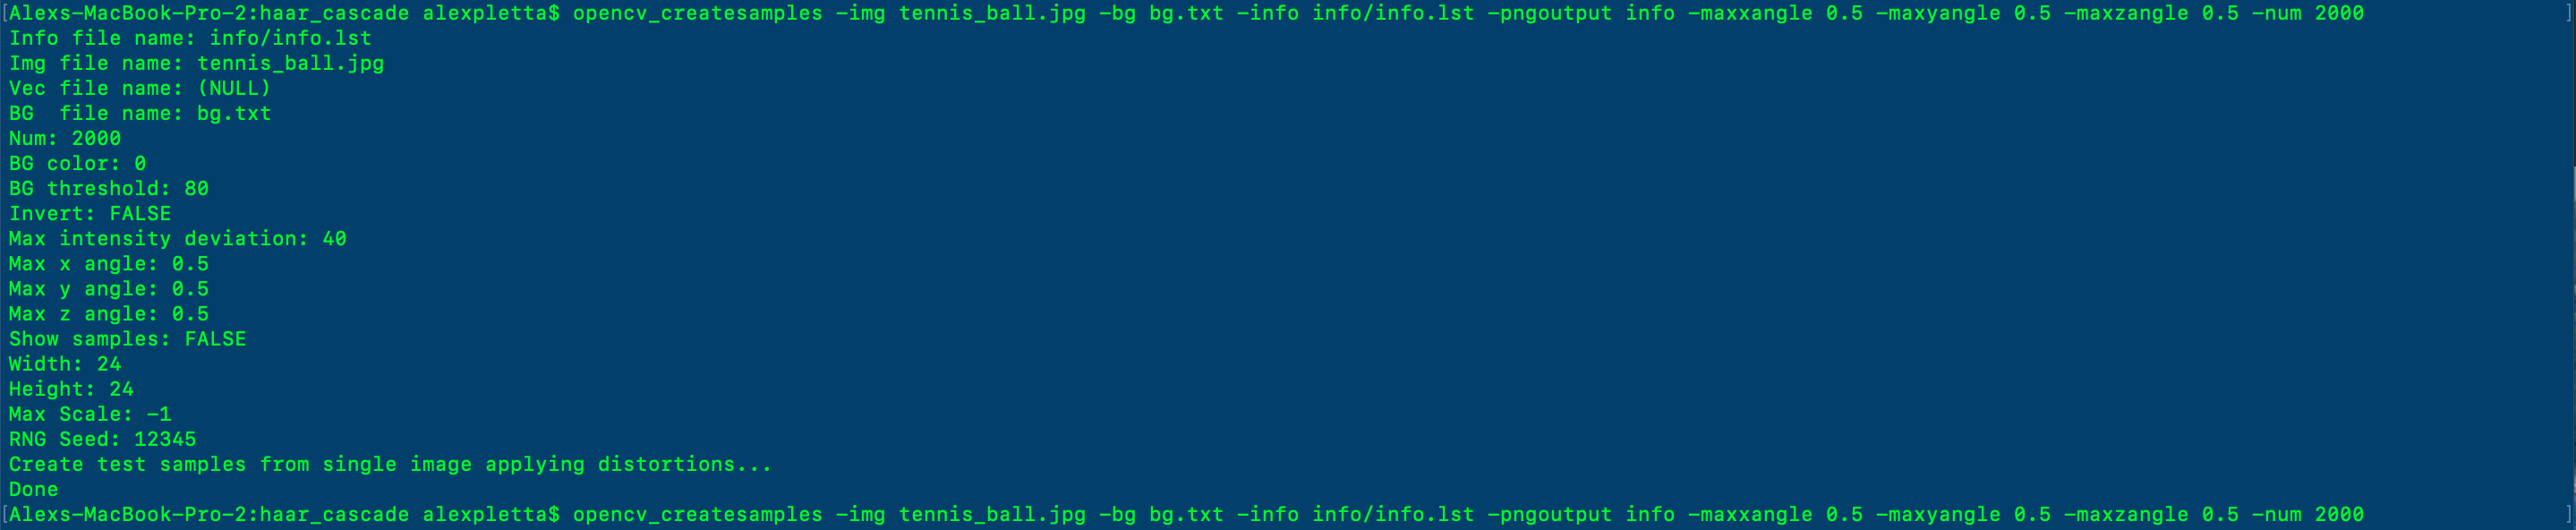 [Alexs-MacBook-Pro-2:haar_cascade alexpletta$ opencv_createsamples -img tennis_ball.jpg -bg bg.txt -info info/info.lst -pngoutput info -maxxangle 0.5 -maxyangle 0.5 -maxzangle 0.5 -num 2000 ]
Info file name: info/info.lst
Img file name: tennis_ball.jpg
Vec file name: (NULL)
BG  file name: bg.txt
Num: 2000
BG color: 0
BG threshold: 80
Invert: FALSE
Max intensity deviation: 40
Max x angle: 0.5
Max y angle: 0.5
Max z angle: 0.5
Show samples: FALSE
Width: 24
Height: 24
Max Scale: -1
RNG Seed: 12345
Create test samples from single image applying distortions...
Done
[Alexs-MacBook-Pro-2:haar_cascade alexpletta$ opencv_createsamples -img tennis_ball.jpg -bg bg.txt -info info/info.lst -pngoutput info -maxxangle 0.5 -maxyangle 0.5 -maxzangle 0.5 -num 2000 ]